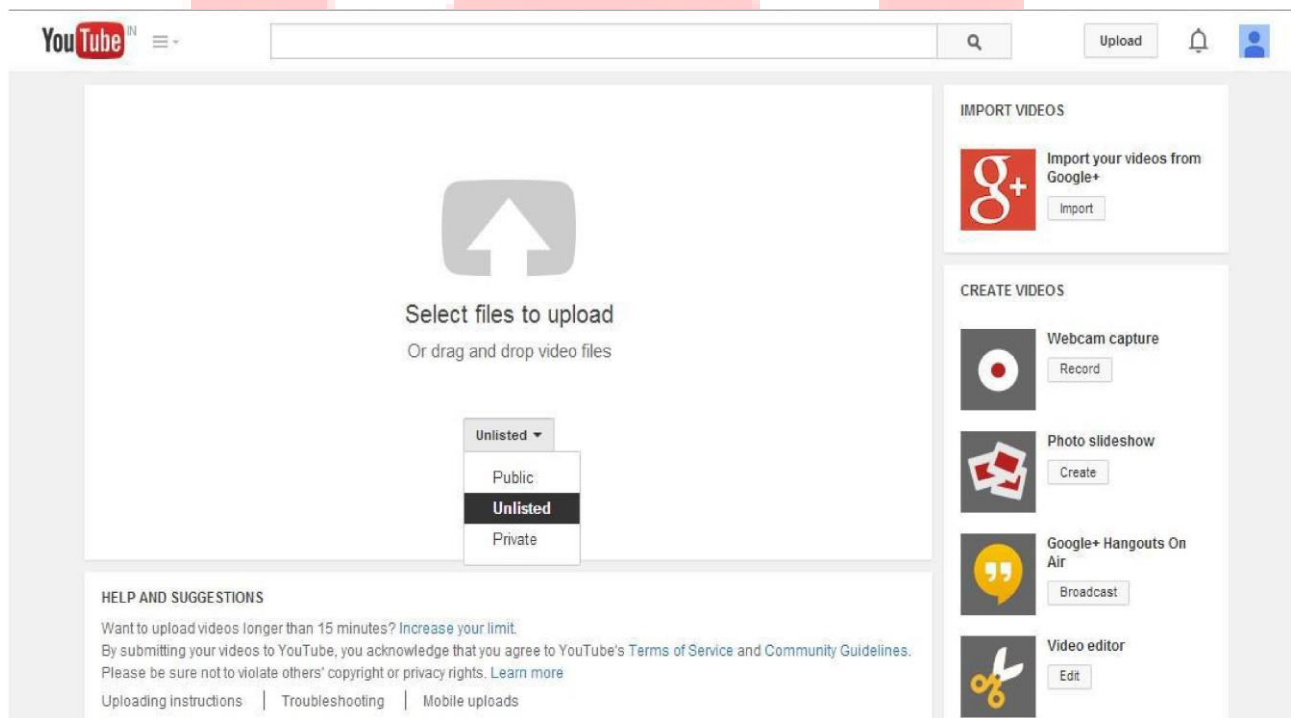 YouTube IN
Upload
Select files to upload
Or drag and drop video files
Unlisted
Public
Unlisted
Private
HELP AND SUGGESTIONS
Want to upload videos longer than 15 minutes? Increase your limit.
By submitting your videos to YouTube, you acknowledge that you agree to YouTube's Terms of Service and Community Guidelines.
Please be sure not to violate others' copyright or privacy rights. Learn more
Uploading instructions | Troubleshooting | Mobile uploads
IMPORT VIDEOS
g+
Import your videos from
Google+
Import
CREATE VIDEOS
Webcam capture
Record
Photo slideshow
Create
Google+ Hangouts On
Air
Broadcast
Video editor
Edit